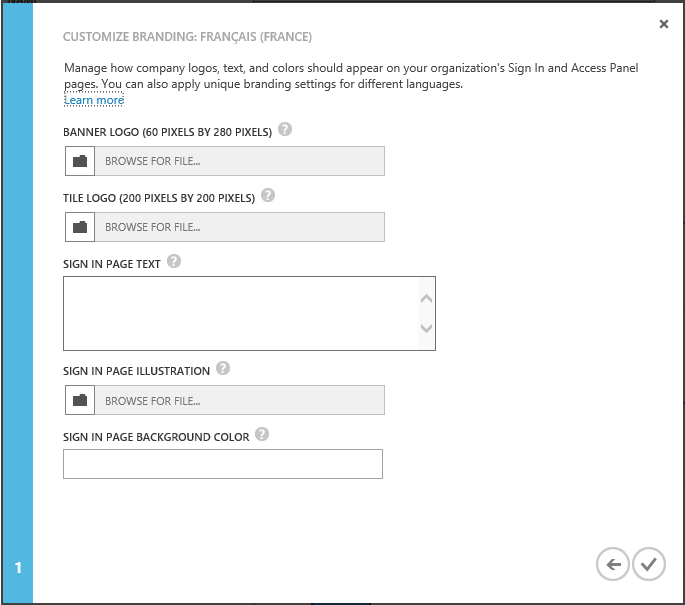 CUSTOMIZE BRANDING: FRANÇAIS (FRANCE)
Manage how company logos, text, and colors should appear on your organization's Sign In and Access Panel
pages. You can also apply unique branding settings for different languages.
Learn more
BANNER LOGO (60 PIXELS BY 280 PIXELS) ?
BROWSE FOR FILE...
TILE LOGO (200 PIXELS BY 200 PIXELS) ?
BROWSE FOR FILE...
SIGN IN PAGE TEXT ?
SIGN IN PAGE ILLUSTRATION ?
BROWSE FOR FILE...
SIGN IN PAGE BACKGROUND COLOR ?
1